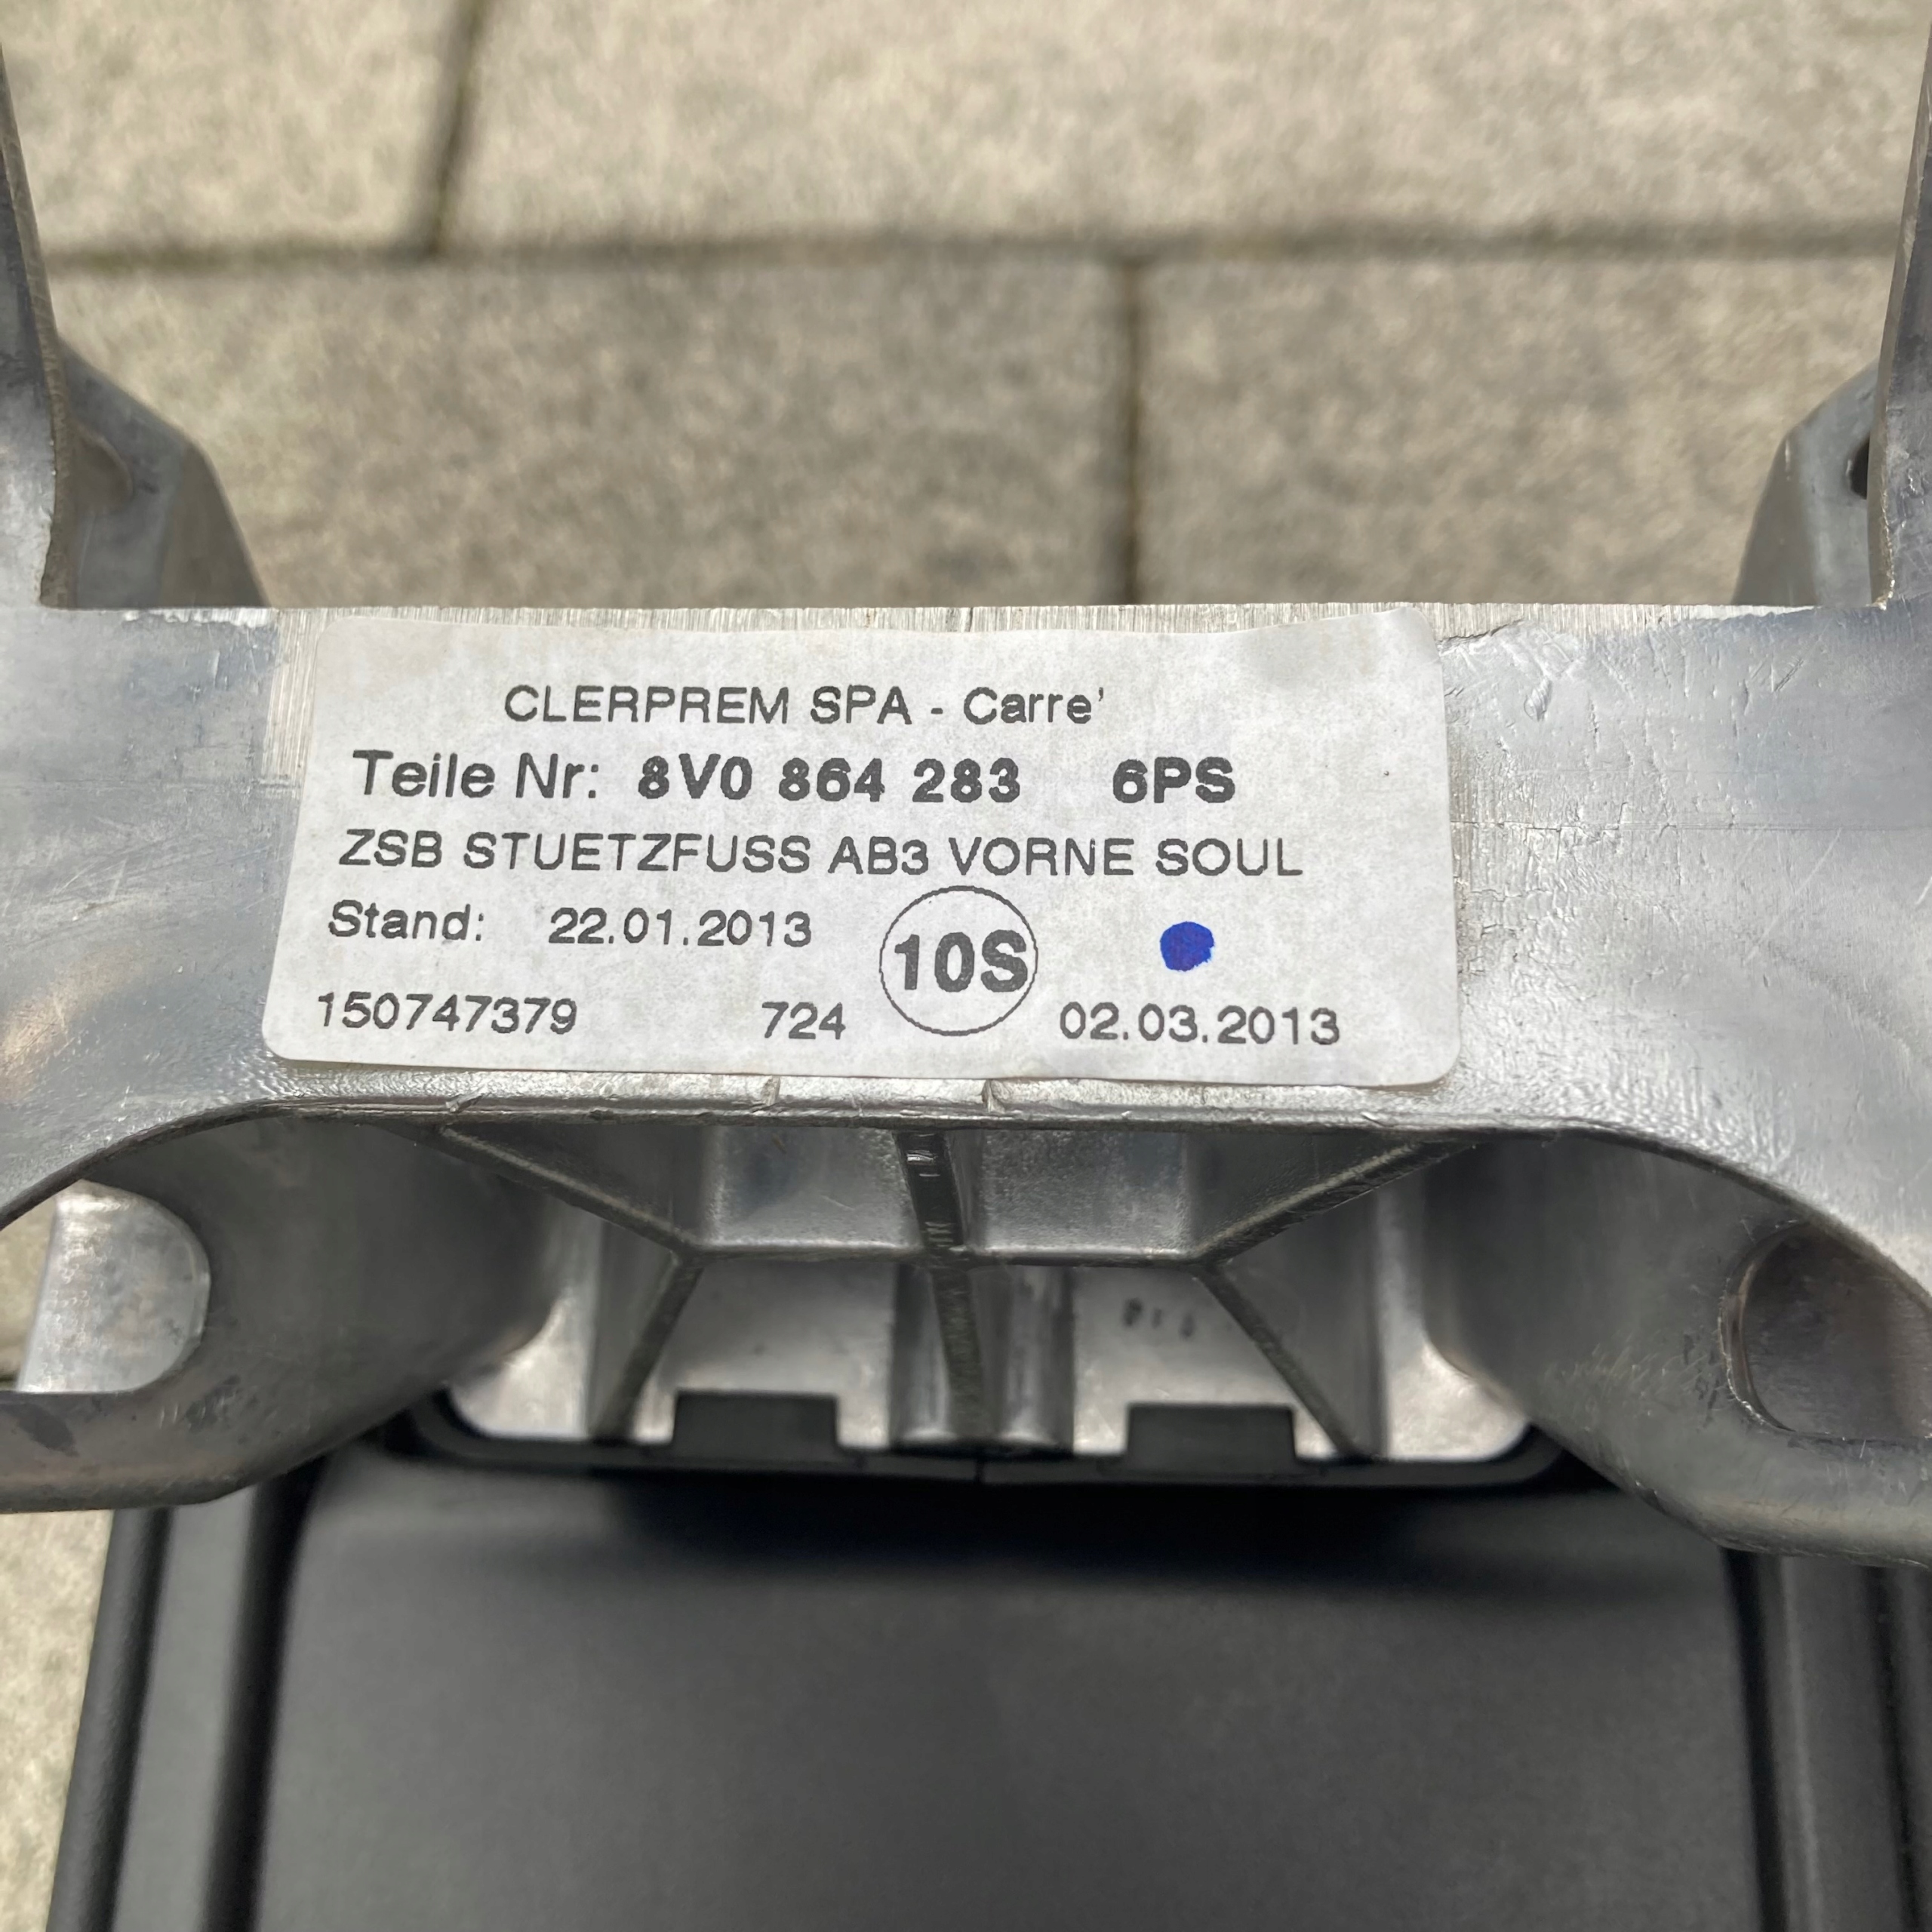 CLERPREM SPA - Carre'
Teile Nr: 8V0 864 283 6PS
ZSB STUETZFUSS AB3 VORNE SOUL
Stand: 22.01.2013 10S
150747379 724 02.03.2013